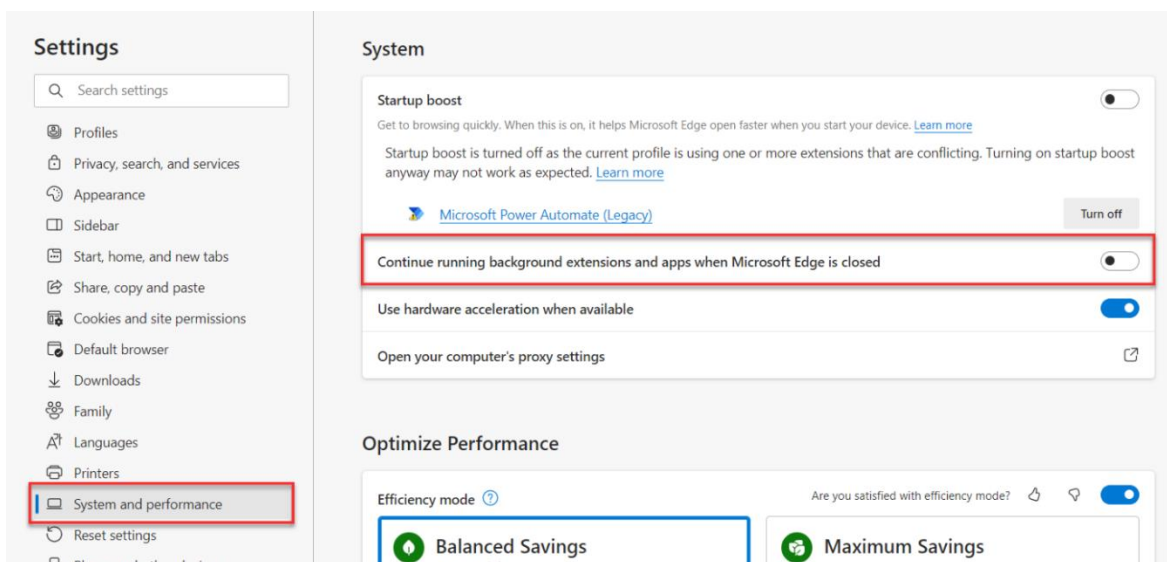 Settings
Search settings
Profiles
Privacy, search, and services
Appearance
Sidebar
Start, home, and new tabs
Share, copy and paste
Cookies and site permissions
Default browser
Downloads
Family
Languages
Printers
System and performance
Reset settings
System
Startup boost
Get to browsing quickly. When this is on, it helps Microsoft Edge open faster when you start your device. Learn more
Startup boost is turned off as the current profile is using one or more extensions that are conflicting. Turning on startup boost
anyway may not work as expected. Learn more
Microsoft Power Automate (Legacy)
Turn off
Continue running background extensions and apps when Microsoft Edge is closed
Use hardware acceleration when available
Open your computer's proxy settings
Optimize Performance
Efficiency mode
Are you satisfied with efficiency mode?
Balanced Savings
Maximum Savings